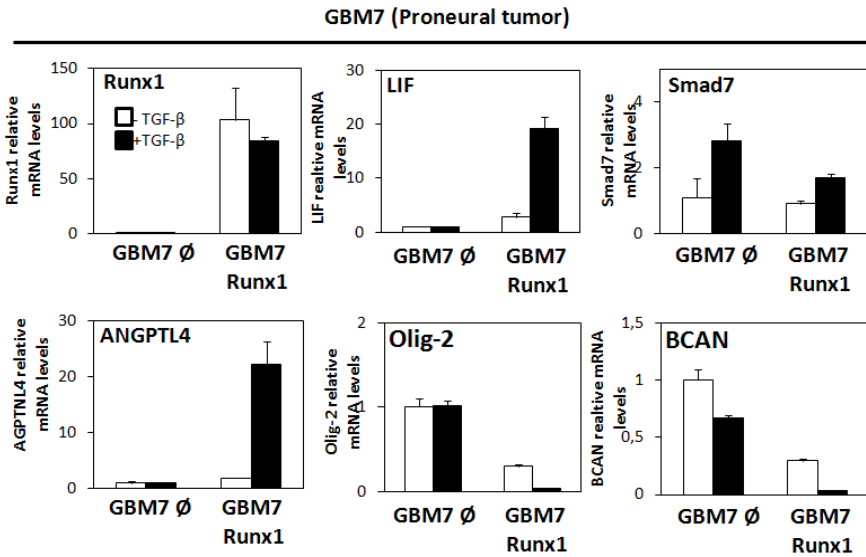 GBM7 (Proneural tumor)
Runx1
- TGF-β
+TGF-β
Runx1 relative
mRNA levels
150
100
50
0
GBM7 Ø
GBM7
Runx1
LIF
LIF realtive mRNA
levels
30
20
10
0
GBM7 Ø
GBM7
Runx1
Smad7
Smad7 relative
mRNA levels
4
2
0
GBM7 Ø
GBM7
Runx1
ANGPTL4
AGPTNL4 relative
mRNA levels
30
20
10
0
GBM7 Ø
GBM7
Runx1
Olig-2
Olig-2 relative
mRNA levels
2
1
0
GBM7 Ø
GBM7
Runx1
BCAN
BCAN realtive mRNA
levels
1,5
1
0,5
0
GBM7 Ø
GBM7
Runx1